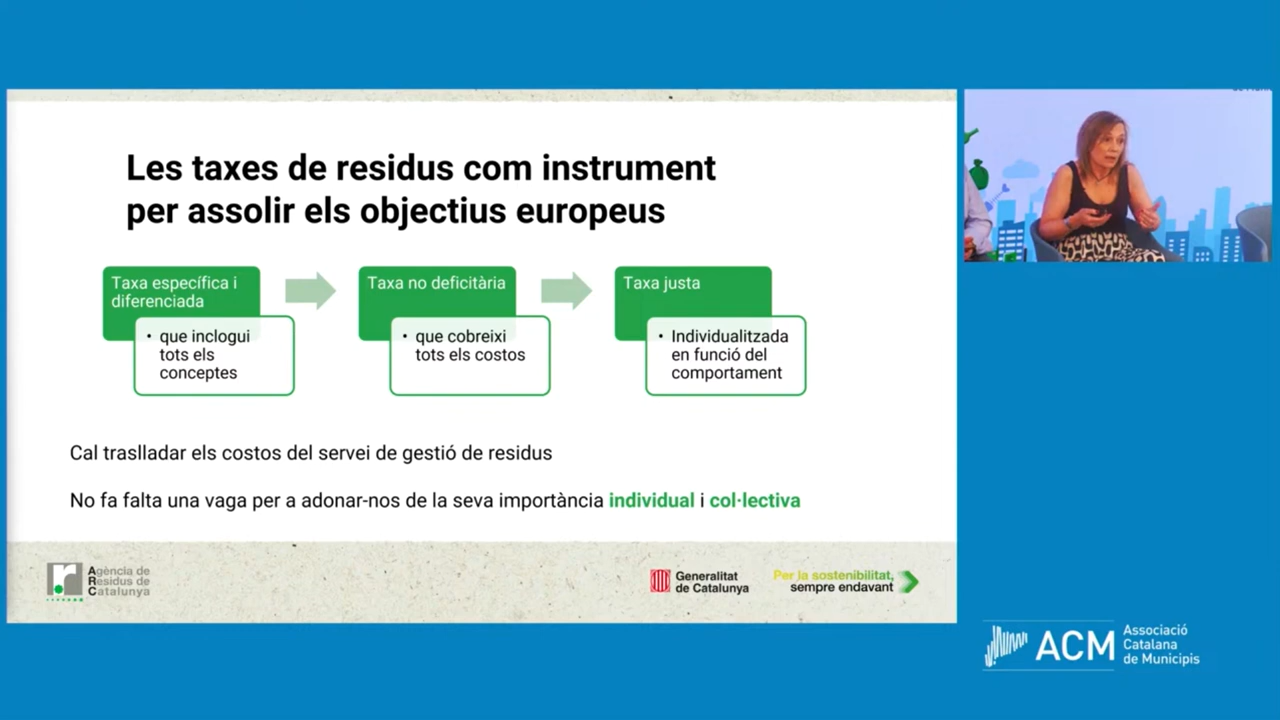 Les taxes de residus com instrument
per assolir els objectius europeus
Taxa específica i
diferenciada
• que inclogui
tots els
conceptes
Taxa no deficitària
• que cobreixi
tots els costos
Taxa justa
• Individualitzada
en funció del
comportament
Cal traslladar els costos del servei de gestió de residus
No fa falta una vaga per a adonar-nos de la seva importància individual i col·lectiva
Agència de
Residus de
Catalunya
Generalitat
de Catalunya
Per la sostenibilitat,
sempre endavant
ACM
Associació
Catalana
de Municipis